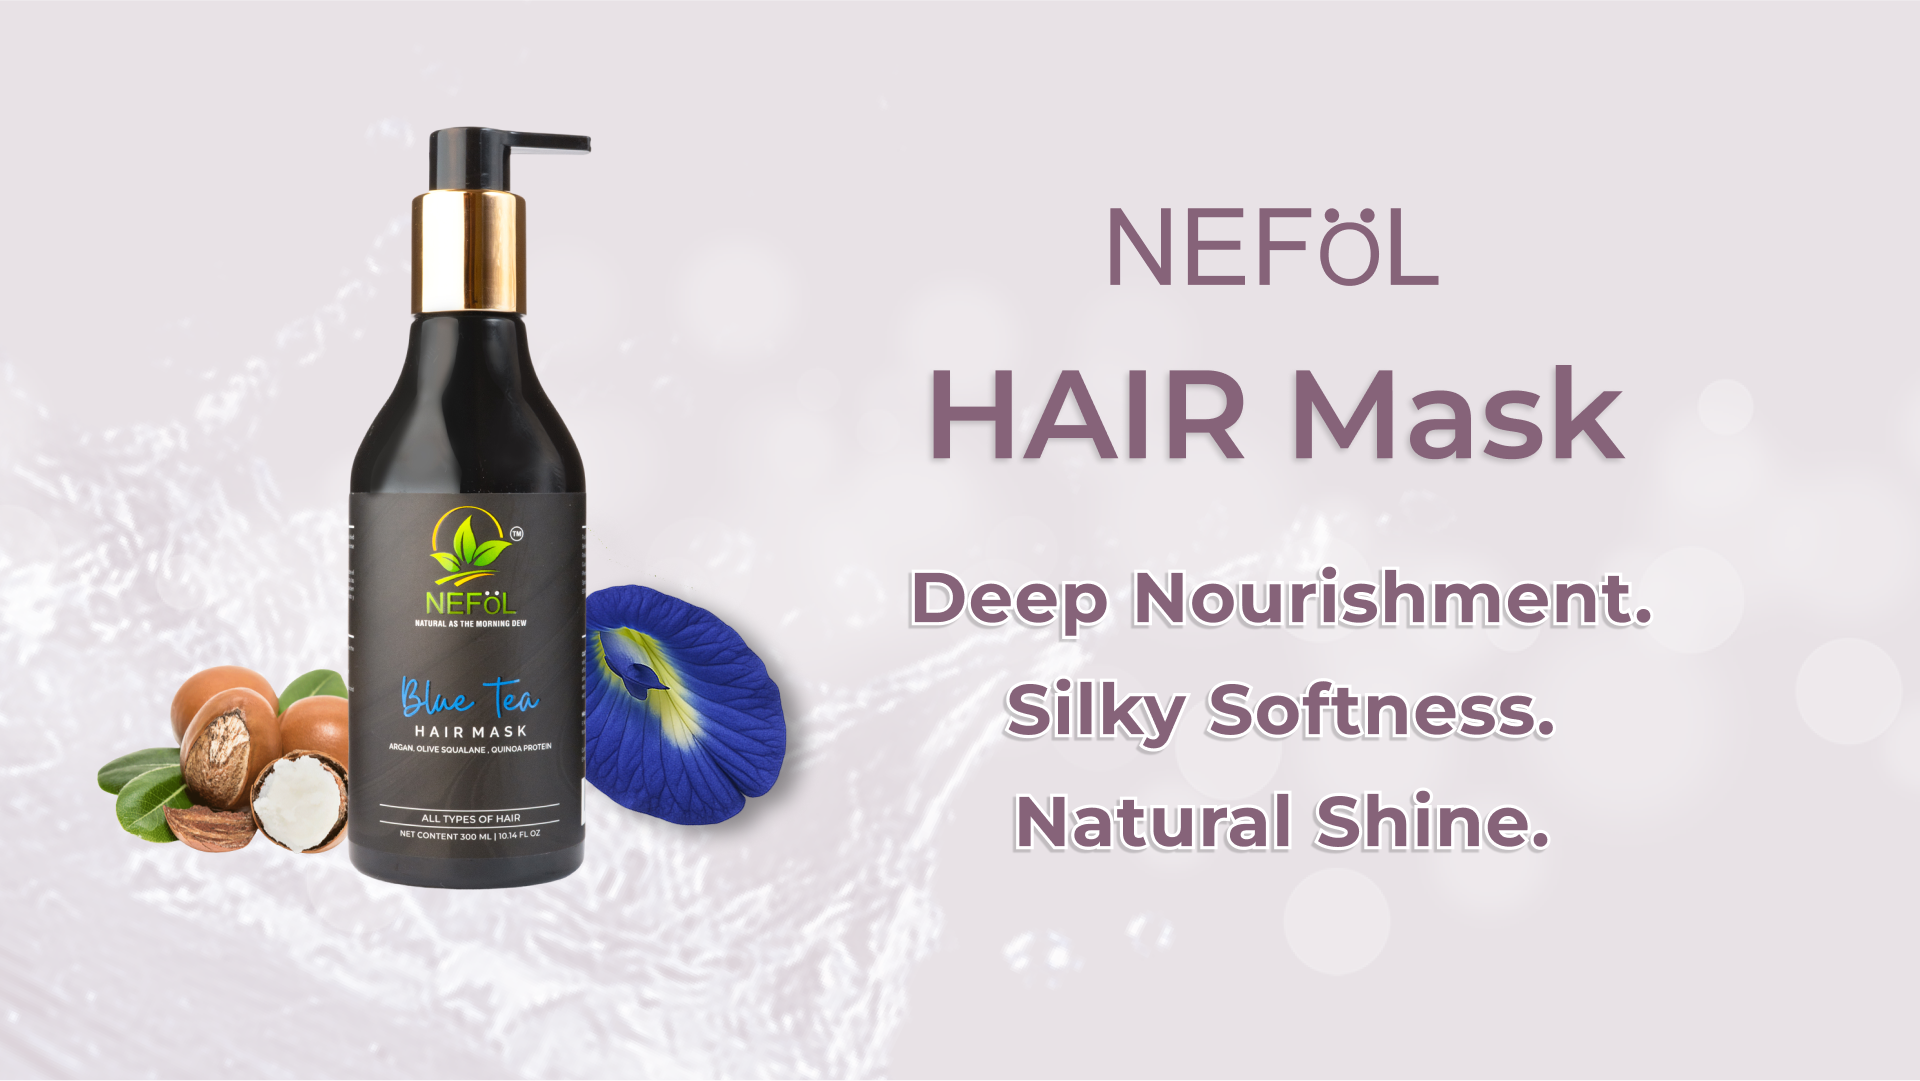 NEFöL
HAIR Mask
Deep Nourishment.
Silky Softness.
Natural Shine.
TM
NEFöL
NATURAL AS THE MORNING DEW
Blue Tea
HAIR MASK
ARGAN, OLIVE SQUALANE , QUINOA PROTEIN
ALL TYPES OF HAIR
NET CONTENT 300 ML | 10.14 FL OZ